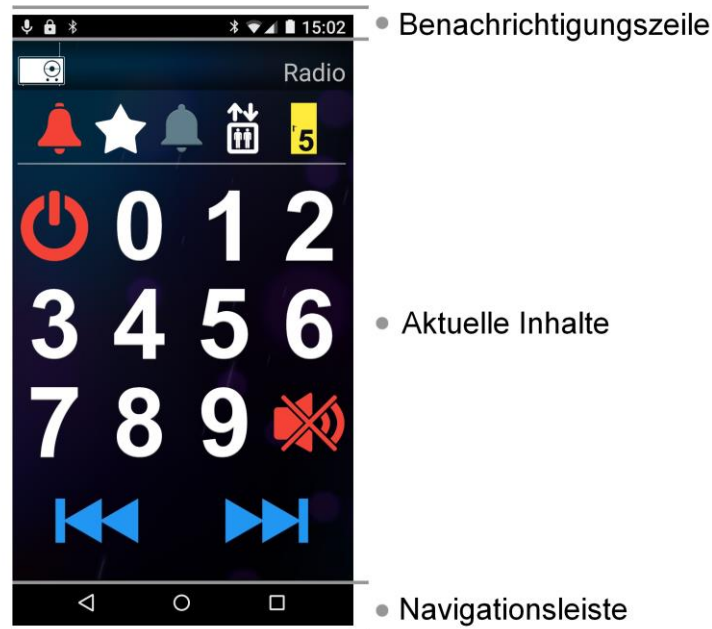 Benachrichtigungszeile
15:02
Radio
r 5
0 1 2
3 4 5 6
Aktuelle Inhalte
7 8 9
Navigationsleiste